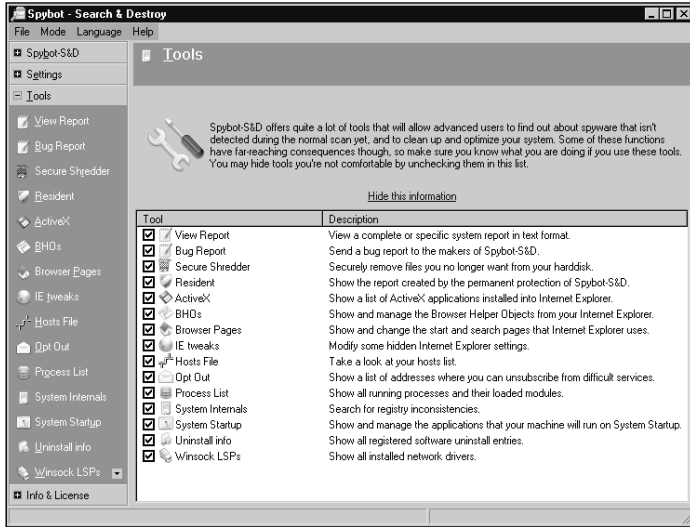 Spybot - Search & Destroy
File Mode Language Help
Spybot-S&D
Settings
Tools
View Report
Bug Report
Secure Shredder
Resident
ActiveX
BHOs
Browser Pages
IE tweaks
Hosts File
Opt Out
Process List
System Internals
System Startup
Uninstall info
Winsock LSPs
Info & License
Tools
Spybot-S&D offers quite a lot of tools that will allow advanced users to find out about spyware that isn't
detected during the normal scan yet, and to clean up and optimize your system. Some of these functions
have far-reaching consequences though, so make sure you know what you are doing if you use these tools.
You may hide tools you're not comfortable by unchecking them in this list.
Hide this information
Tool Description
View Report View a complete or specific system report in text format.
Bug Report Send a bug report to the makers of Spybot-S&D.
Secure Shredder Securely remove files you no longer want from your harddisk.
Resident Show the report created by the permanent protection of Spybot-S&D.
ActiveX Show a list of ActiveX applications installed into Internet Explorer.
BHOs Show and manage the Browser Helper Objects from your Internet Explorer.
Browser Pages Show and change the start and search pages that Internet Explorer uses.
IE tweaks Modify some hidden Internet Explorer settings.
Hosts File Take a look at your hosts list.
Opt Out Show a list of addresses where you can unsubscribe from difficult services.
Process List Show all running processes and their loaded modules.
System Internals Search for registry inconsistencies.
System Startup Show and manage the applications that your machine will run on System Startup.
Uninstall info Show all registered software uninstall entries.
Winsock LSPs Show all installed network drivers.